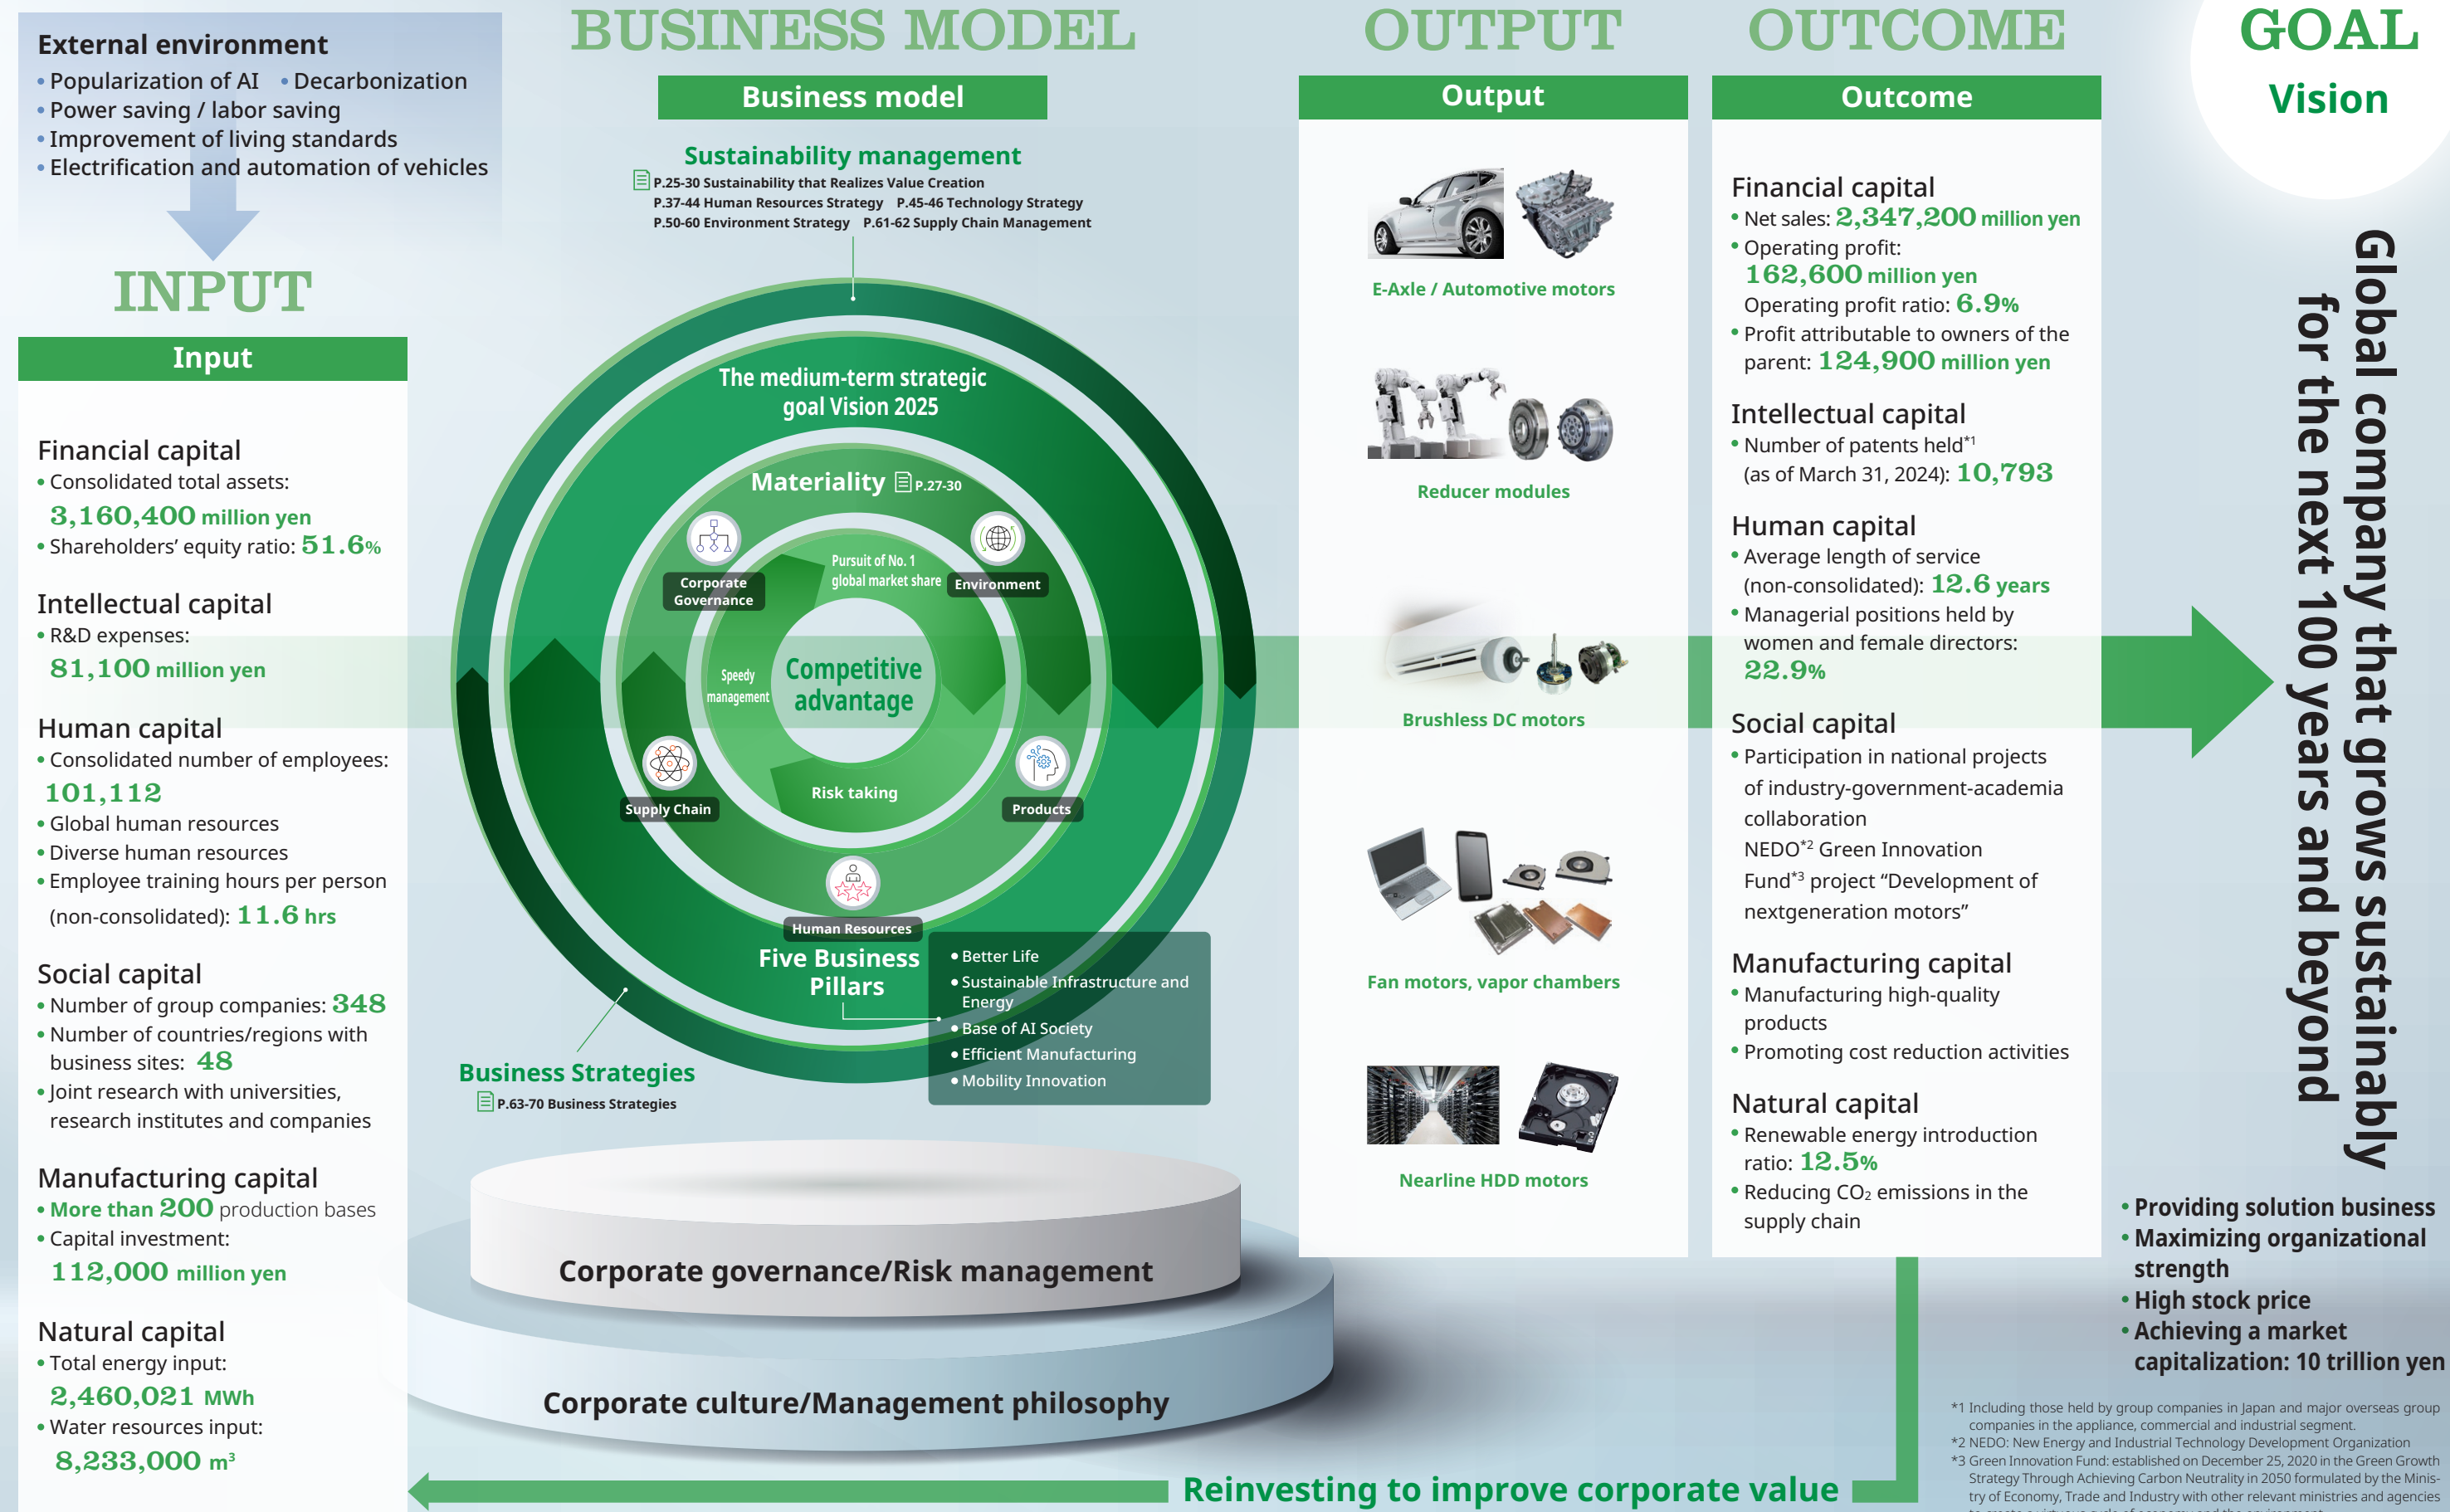 External environment
• Popularization of AI • Decarbonization
• Power saving / labor saving
• Improvement of living standards
• Electrification and automation of vehicles
INPUT
Input
Financial capital
• Consolidated total assets:
3,160,400 million yen
• Shareholders’ equity ratio: 51.6%
Intellectual capital
• R&D expenses:
81,100 million yen
Human capital
• Consolidated number of employees:
101,112
• Global human resources
• Diverse human resources
• Employee training hours per person
(non-consolidated): 11.6 hrs
Social capital
• Number of group companies: 348
• Number of countries/regions with
business sites: 48
• Joint research with universities,
research institutes and companies
Manufacturing capital
• More than 200 production bases
• Capital investment:
112,000 million yen
Natural capital
• Total energy input:
2,460,021 MWh
• Water resources input:
8,233,000 m³
BUSINESS MODEL
Business model
Sustainability management
P.25-30 Sustainability that Realizes Value Creation
P.37-44 Human Resources Strategy P.45-46 Technology Strategy
P.50-60 Environment Strategy P.61-62 Supply Chain Management
The medium-term strategic
goal Vision 2025
Materiality P.27-30
Corporate
Governance
Environment
Pursuit of No. 1
global market share
Speedy
management
Competitive
advantage
Risk taking
Supply Chain
Products
Human Resources
Five Business
Pillars
• Better Life
• Sustainable Infrastructure and
Energy
• Base of AI Society
• Efficient Manufacturing
• Mobility Innovation
Business Strategies
P.63-70 Business Strategies
Corporate governance/Risk management
Corporate culture/Management philosophy
OUTPUT
Output
E-Axle / Automotive motors
Reducer modules
Brushless DC motors
Fan motors, vapor chambers
Nearline HDD motors
OUTCOME
Outcome
Financial capital
• Net sales: 2,347,200 million yen
• Operating profit:
162,600 million yen
Operating profit ratio: 6.9%
• Profit attributable to owners of the
parent: 124,900 million yen
Intellectual capital
• Number of patents held*1
(as of March 31, 2024): 10,793
Human capital
• Average length of service
(non-consolidated): 12.6 years
• Managerial positions held by
women and female directors:
22.9%
Social capital
• Participation in national projects
of industry-government-academia
collaboration
NEDO*2 Green Innovation
Fund*3 project “Development of
nextgeneration motors”
Manufacturing capital
• Manufacturing high-quality
products
• Promoting cost reduction activities
Natural capital
• Renewable energy introduction
ratio: 12.5%
• Reducing CO₂ emissions in the
supply chain
Reinvesting to improve corporate value
GOAL
Vision
Global company that grows sustainably
for the next 100 years and beyond
• Providing solution business
• Maximizing organizational
strength
• High stock price
• Achieving a market
capitalization: 10 trillion yen
*1 Including those held by group companies in Japan and major overseas group
companies in the appliance, commercial and industrial segment.
*2 NEDO: New Energy and Industrial Technology Development Organization
*3 Green Innovation Fund: established on December 25, 2020 in the Green Growth
Strategy Through Achieving Carbon Neutrality in 2050 formulated by the Minis-
try of Economy, Trade and Industry with other relevant ministries and agencies